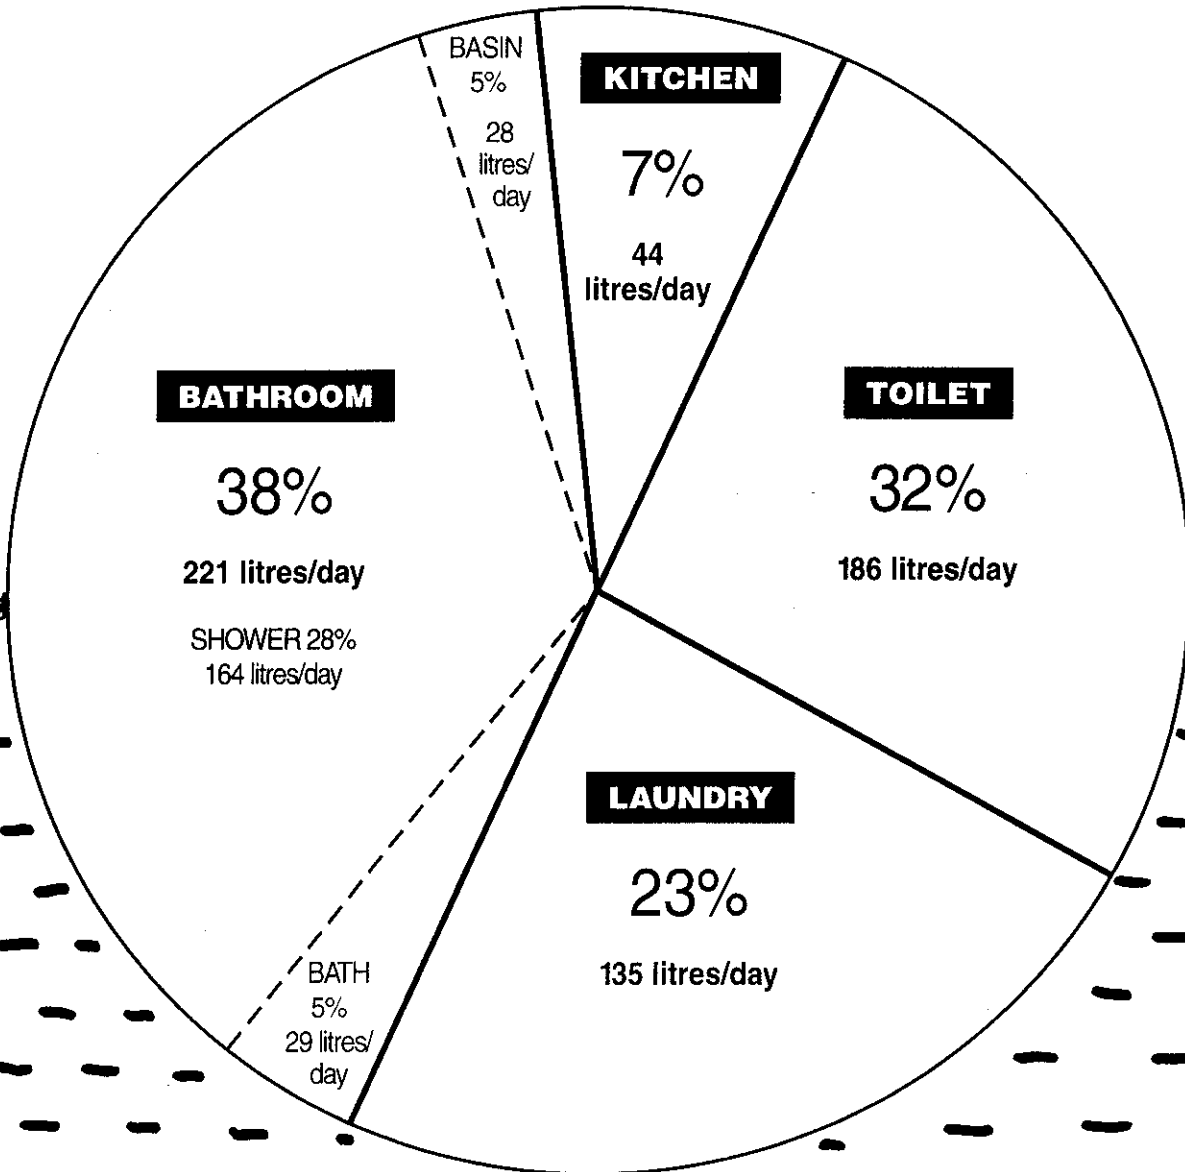 BASIN
5%
28
litres/
day
KITCHEN
7%
44
litres/day
BATHROOM
38%
221 litres/day
SHOWER 28%
164 litres/day
TOILET
32%
186 litres/day
LAUNDRY
23%
135 litres/day
BATH
5%
29 litres/
day